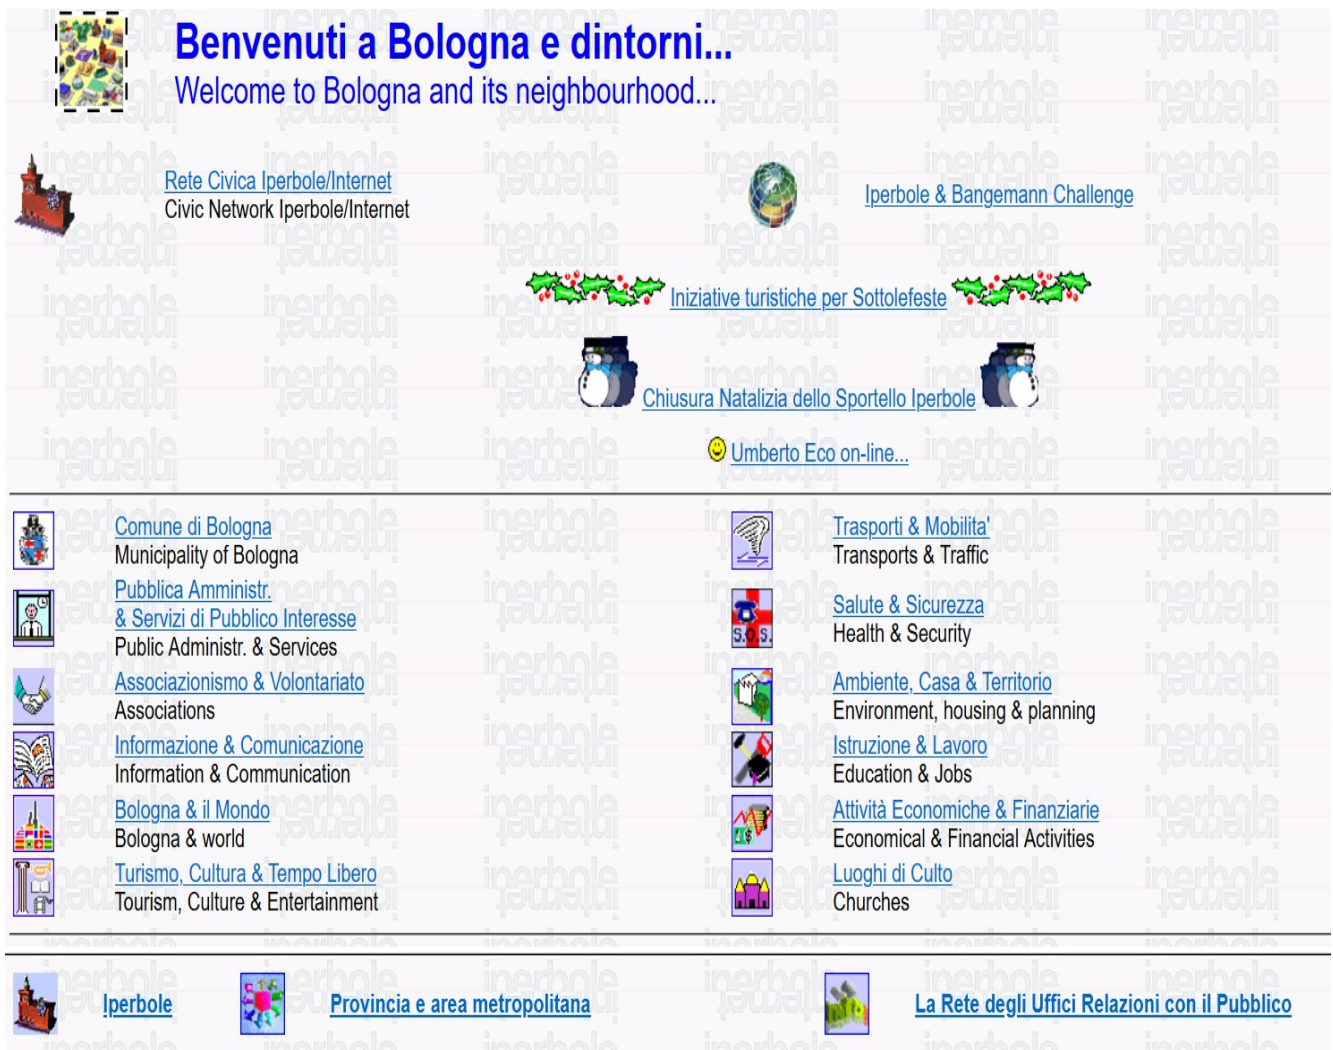 Benvenuti a Bologna e dintorni...
Welcome to Bologna and its neighbourhood...
Rete Civica Iperbole/Internet
Civic Network Iperbole/Internet
Iperbole & Bangemann Challenge
Iniziative turistiche per Sottolefeste
Chiusura Natalizia dello Sportello Iperbole
Umberto Eco on-line...
Comune di Bologna
Municipality of Bologna
Pubblica Amministr.
& Servizi di Pubblico Interesse
Public Administr. & Services
Associazionismo & Volontariato
Associations
Informazione & Comunicazione
Information & Communication
Bologna & il Mondo
Bologna & world
Turismo, Cultura & Tempo Libero
Tourism, Culture & Entertainment
Trasporti & Mobilita'
Transports & Traffic
S.O.S.
Salute & Sicurezza
Health & Security
Ambiente, Casa & Territorio
Environment, housing & planning
Istruzione & Lavoro
Education & Jobs
Attività Economiche & Finanziarie
Economical & Financial Activities
Luoghi di Culto
Churches
Iperbole
Provincia e area metropolitana
La Rete degli Uffici Relazioni con il Pubblico